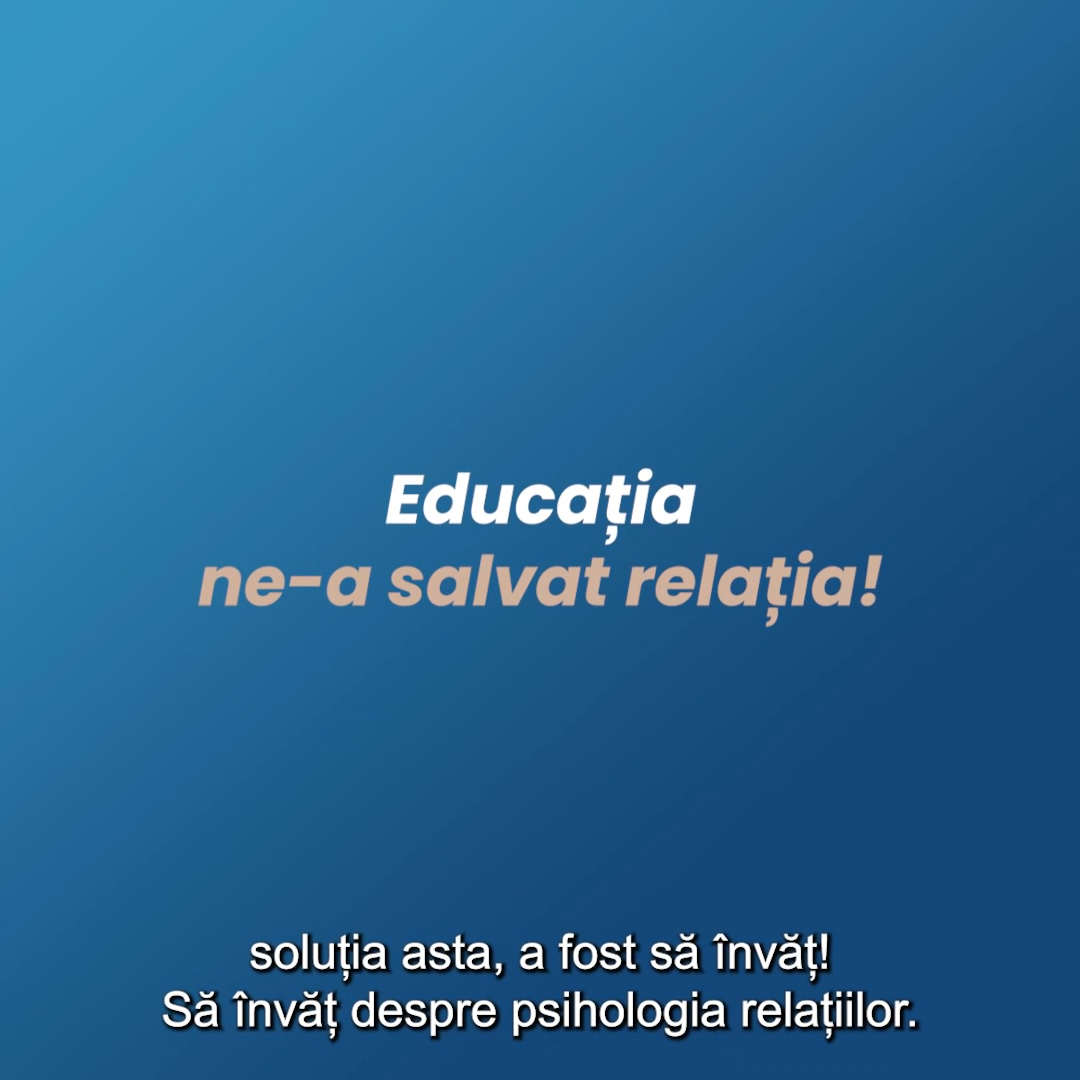 Educația
ne-a salvat relația!
soluția asta, a fost să învăț!
Să învăț despre psihologia relațiilor.